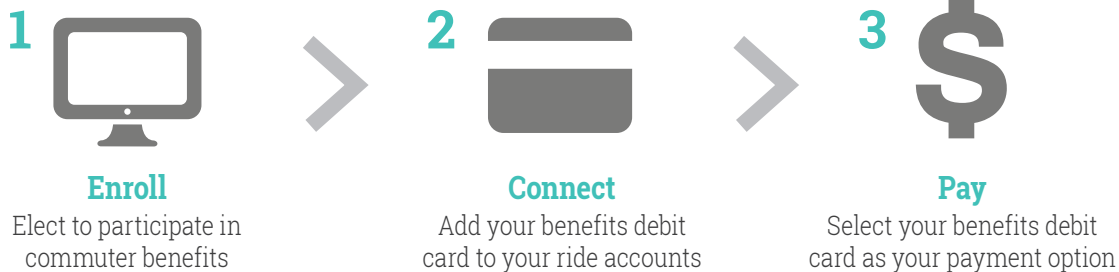 1
2
3
$
Enroll
Elect to participate in
commuter benefits
Connect
Add your benefits debit
card to your ride accounts
Pay
Select your benefits debit
card as your payment option